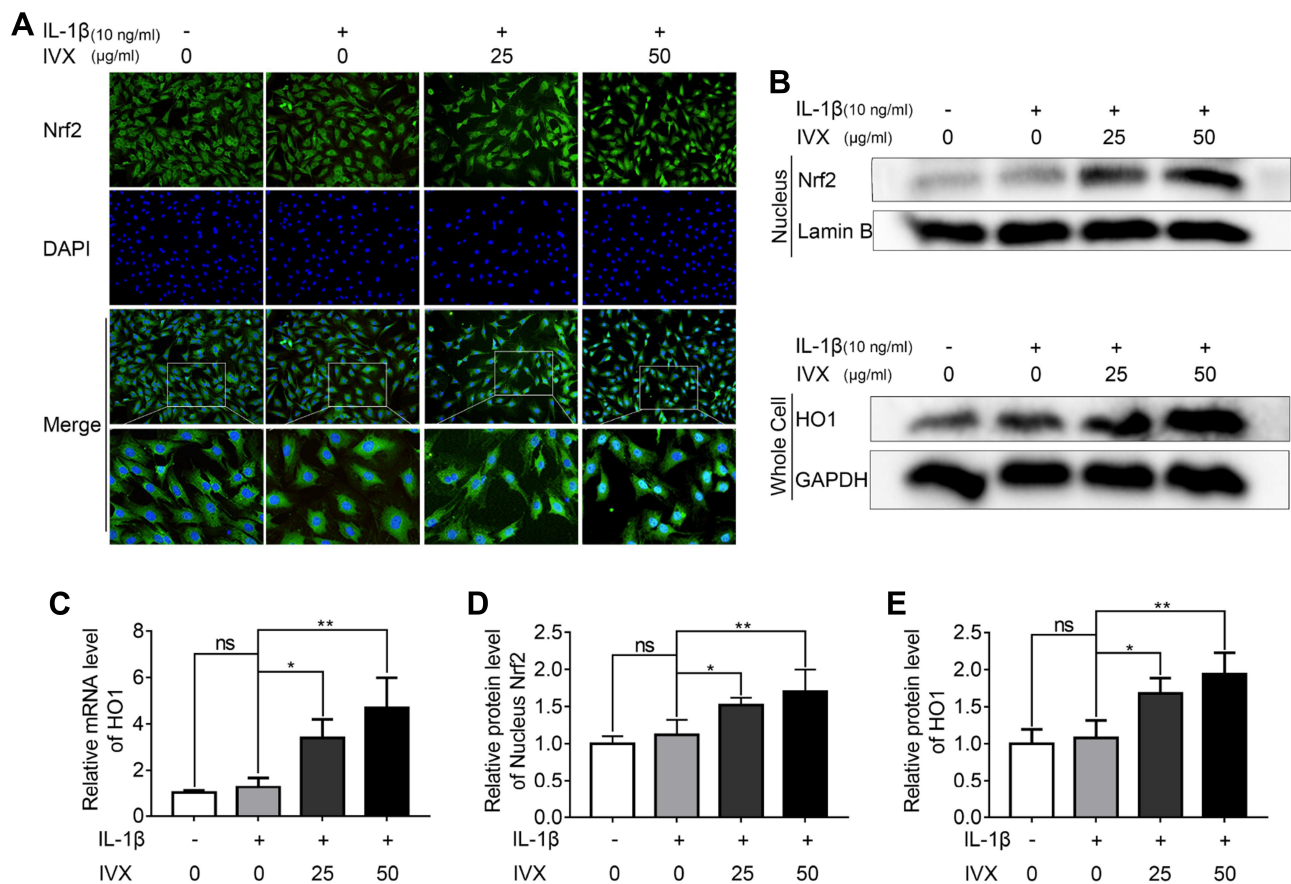 A
IL-1β(10 ng/ml) - + + +
IVX (μg/ml) 0 0 25 50
Nrf2
DAPI
Merge
B
IL-1β(10 ng/ml) - + + +
IVX (μg/ml) 0 0 25 50
Nucleus
Nrf2
Lamin B
IL-1β(10 ng/ml) - + + +
IVX (μg/ml) 0 0 25 50
Whole Cell
HO1
GAPDH
C
Relative mRNA level
of HO1
8
6
4
2
0
ns
*
**
IL-1β - + + +
IVX 0 0 25 50
D
Relative protein level
of Nucleus Nrf2
2.5
2.0
1.5
1.0
0.5
0.0
ns
*
**
IL-1β - + + +
IVX 0 0 25 50
E
Relative protein level
of HO1
2.5
2.0
1.5
1.0
0.5
0.0
ns
*
**
IL-1β - + + +
IVX 0 0 25 50